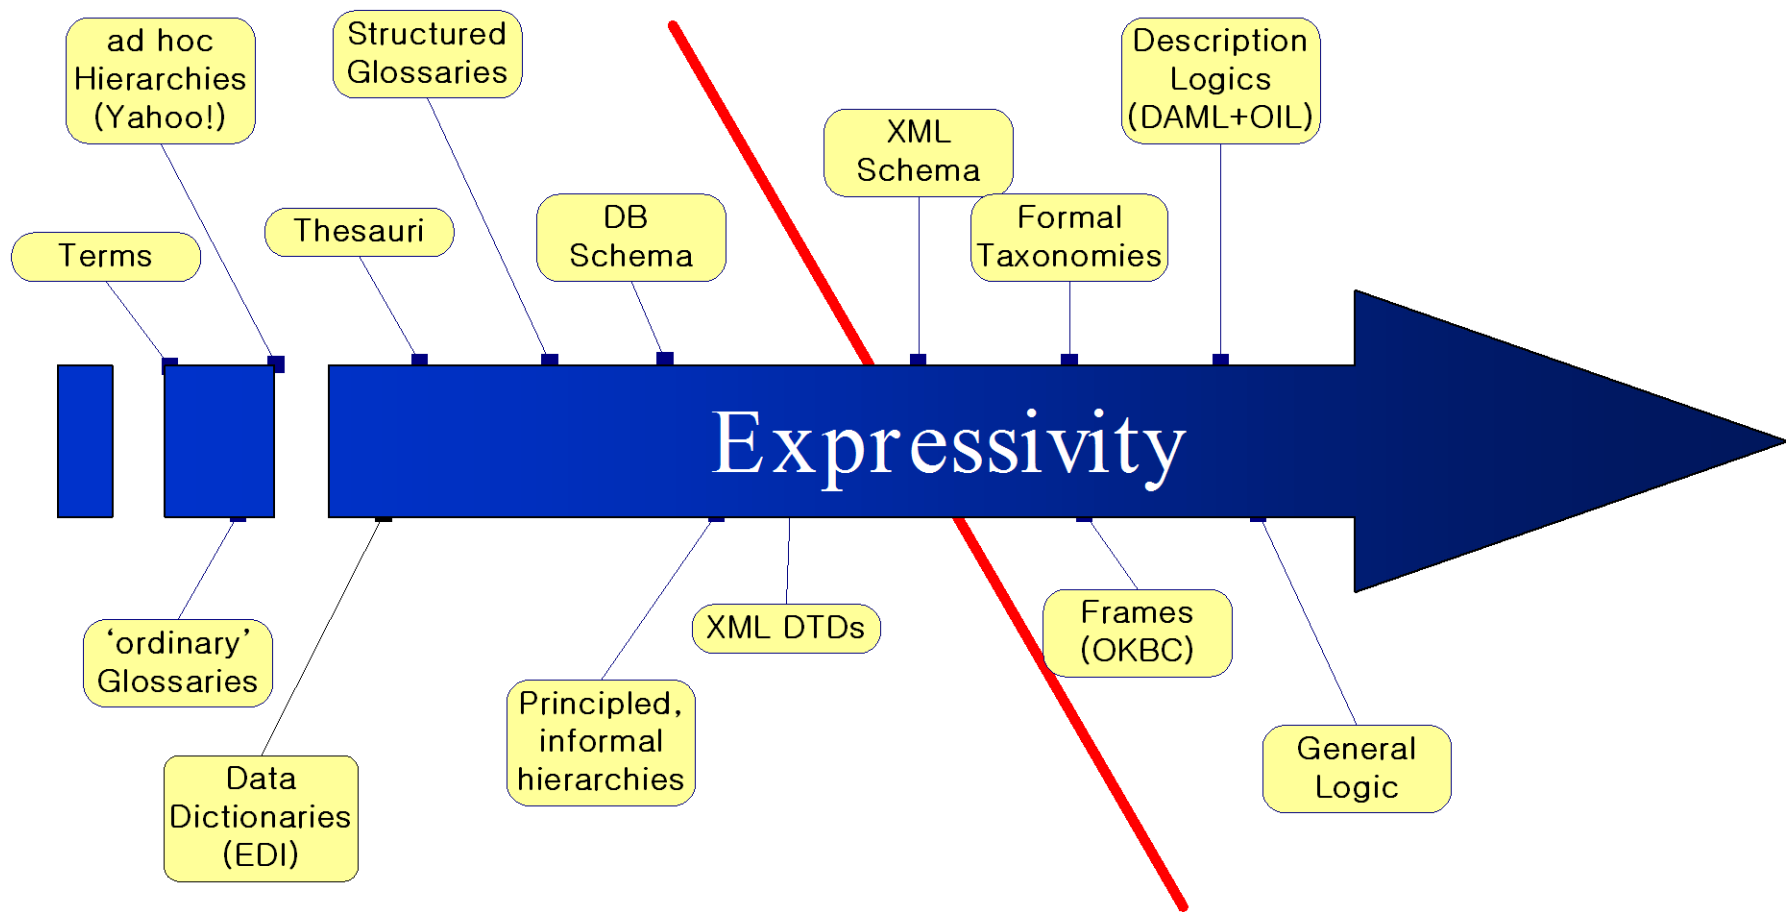 ad hoc
Hierarchies
(Yahoo!)
Structured
Glossaries
Description
Logics
(DAML+OIL)
XML
Schema
Terms
Thesauri
DB
Schema
Formal
Taxonomies
Expressivity
‘ordinary’
Glossaries
XML DTDs
Frames
(OKBC)
Data
Dictionaries
(EDI)
Principled,
informal
hierarchies
General
Logic